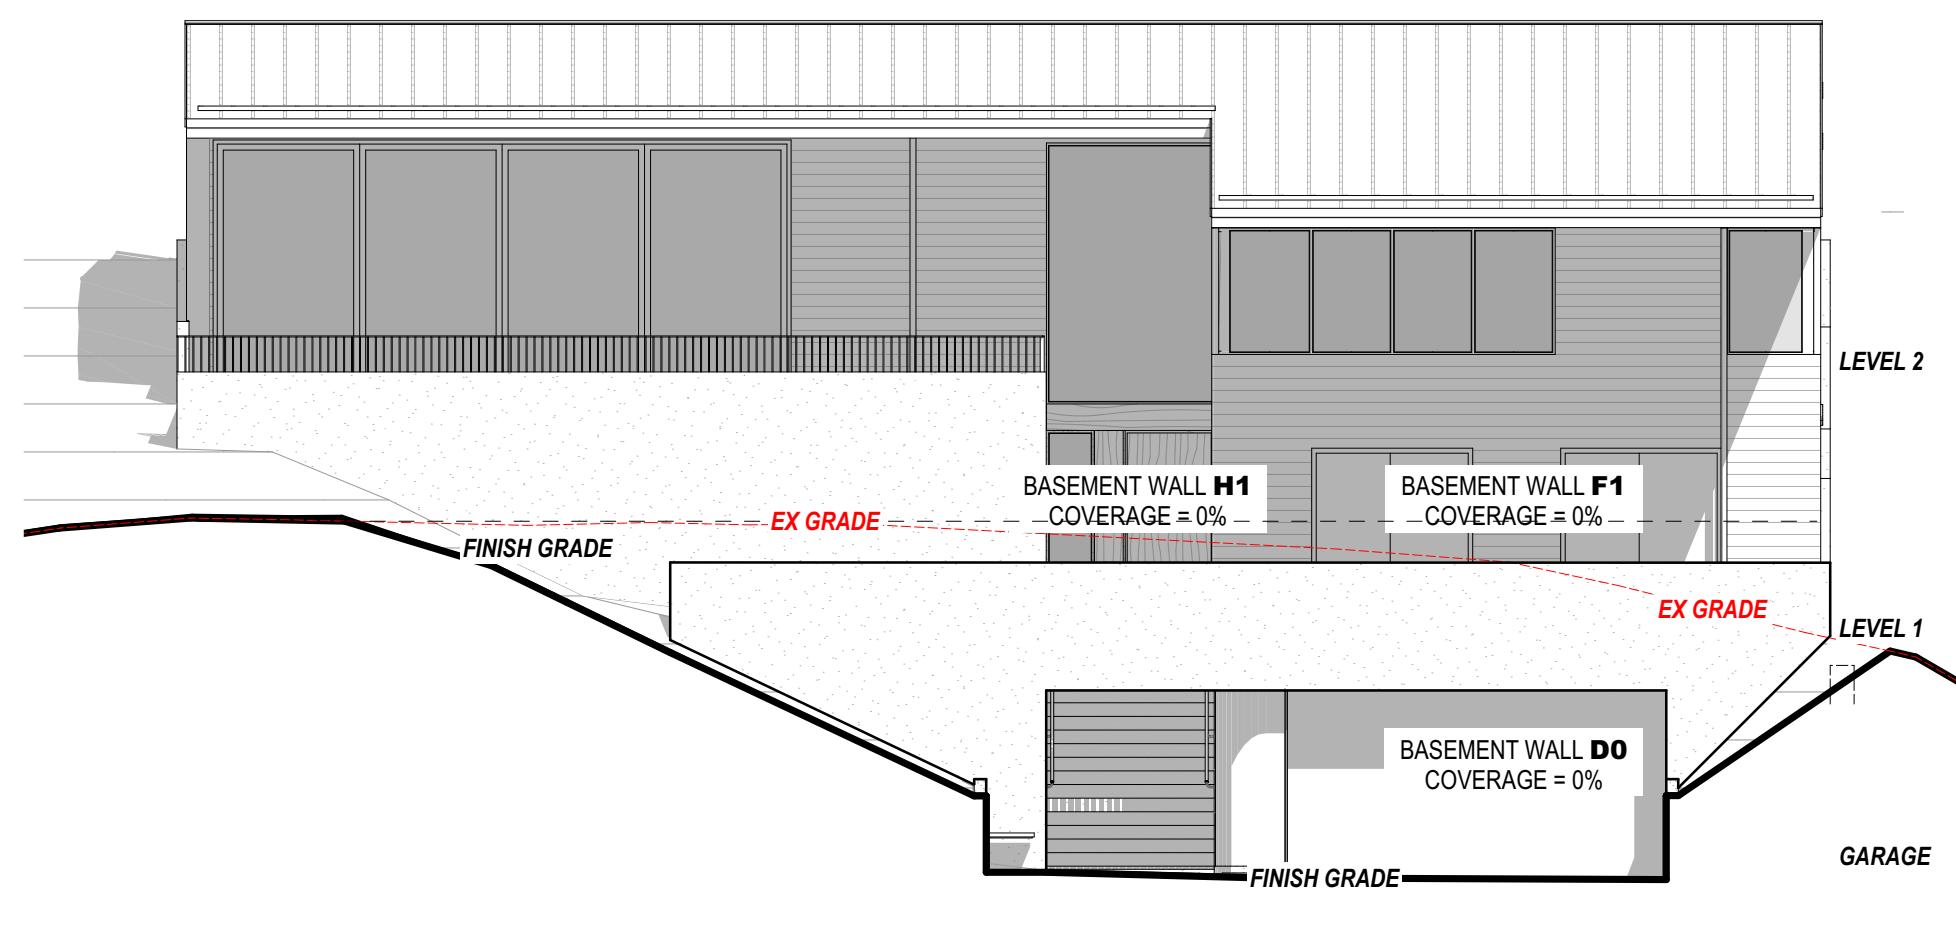 LEVEL 2
BASEMENT WALL H1
COVERAGE = 0%
BASEMENT WALL F1
COVERAGE = 0%
EX GRADE
FINISH GRADE
EX GRADE
LEVEL 1
BASEMENT WALL D0
COVERAGE = 0%
GARAGE
FINISH GRADE